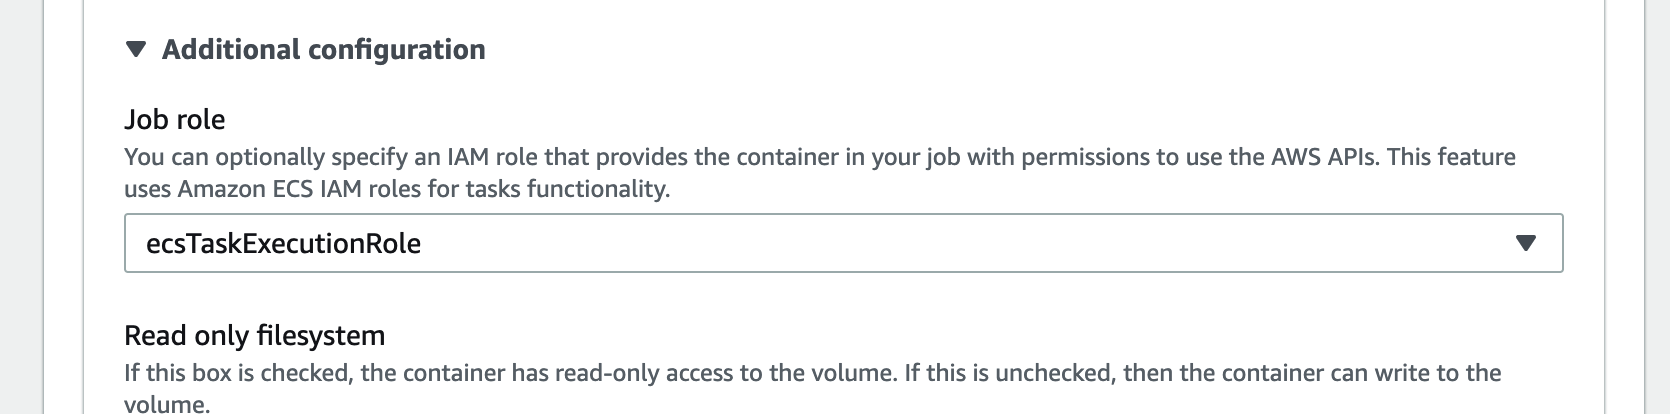 Additional configuration
Job role
You can optionally specify an IAM role that provides the container in your job with permissions to use the AWS APIs. This feature
uses Amazon ECS IAM roles for tasks functionality.
ecsTaskExecutionRole
Read only filesystem
If this box is checked, the container has read-only access to the volume. If this is unchecked, then the container can write to the
volume.